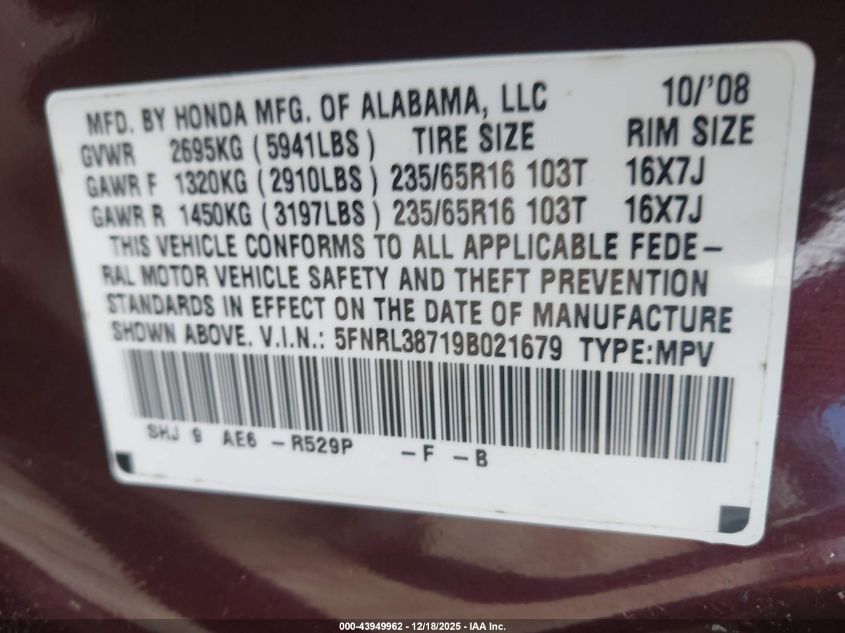 MFD. BY HONDA MFG. OF ALABAMA, LLC 10/'08
GVWR 2695KG (5941LBS) TIRE SIZE RIM SIZE
GAWR F 1320KG (2910LBS) 235/65R16 103T 16X7J
GAWR R 1450KG (3197LBS) 235/65R16 103T 16X7J
THIS VEHICLE CONFORMS TO ALL APPLICABLE FEDE-
RAL MOTOR VEHICLE SAFETY AND THEFT PREVENTION
STANDARDS IN EFFECT ON THE DATE OF MANUFACTURE
SHOWN ABOVE. V.I.N.: 5FNRL38719B021679 TYPE:MPV
SHJ 9 AE6 -R529P -F -B
000-43949962 - 12/18/2025 - IAA Inc.